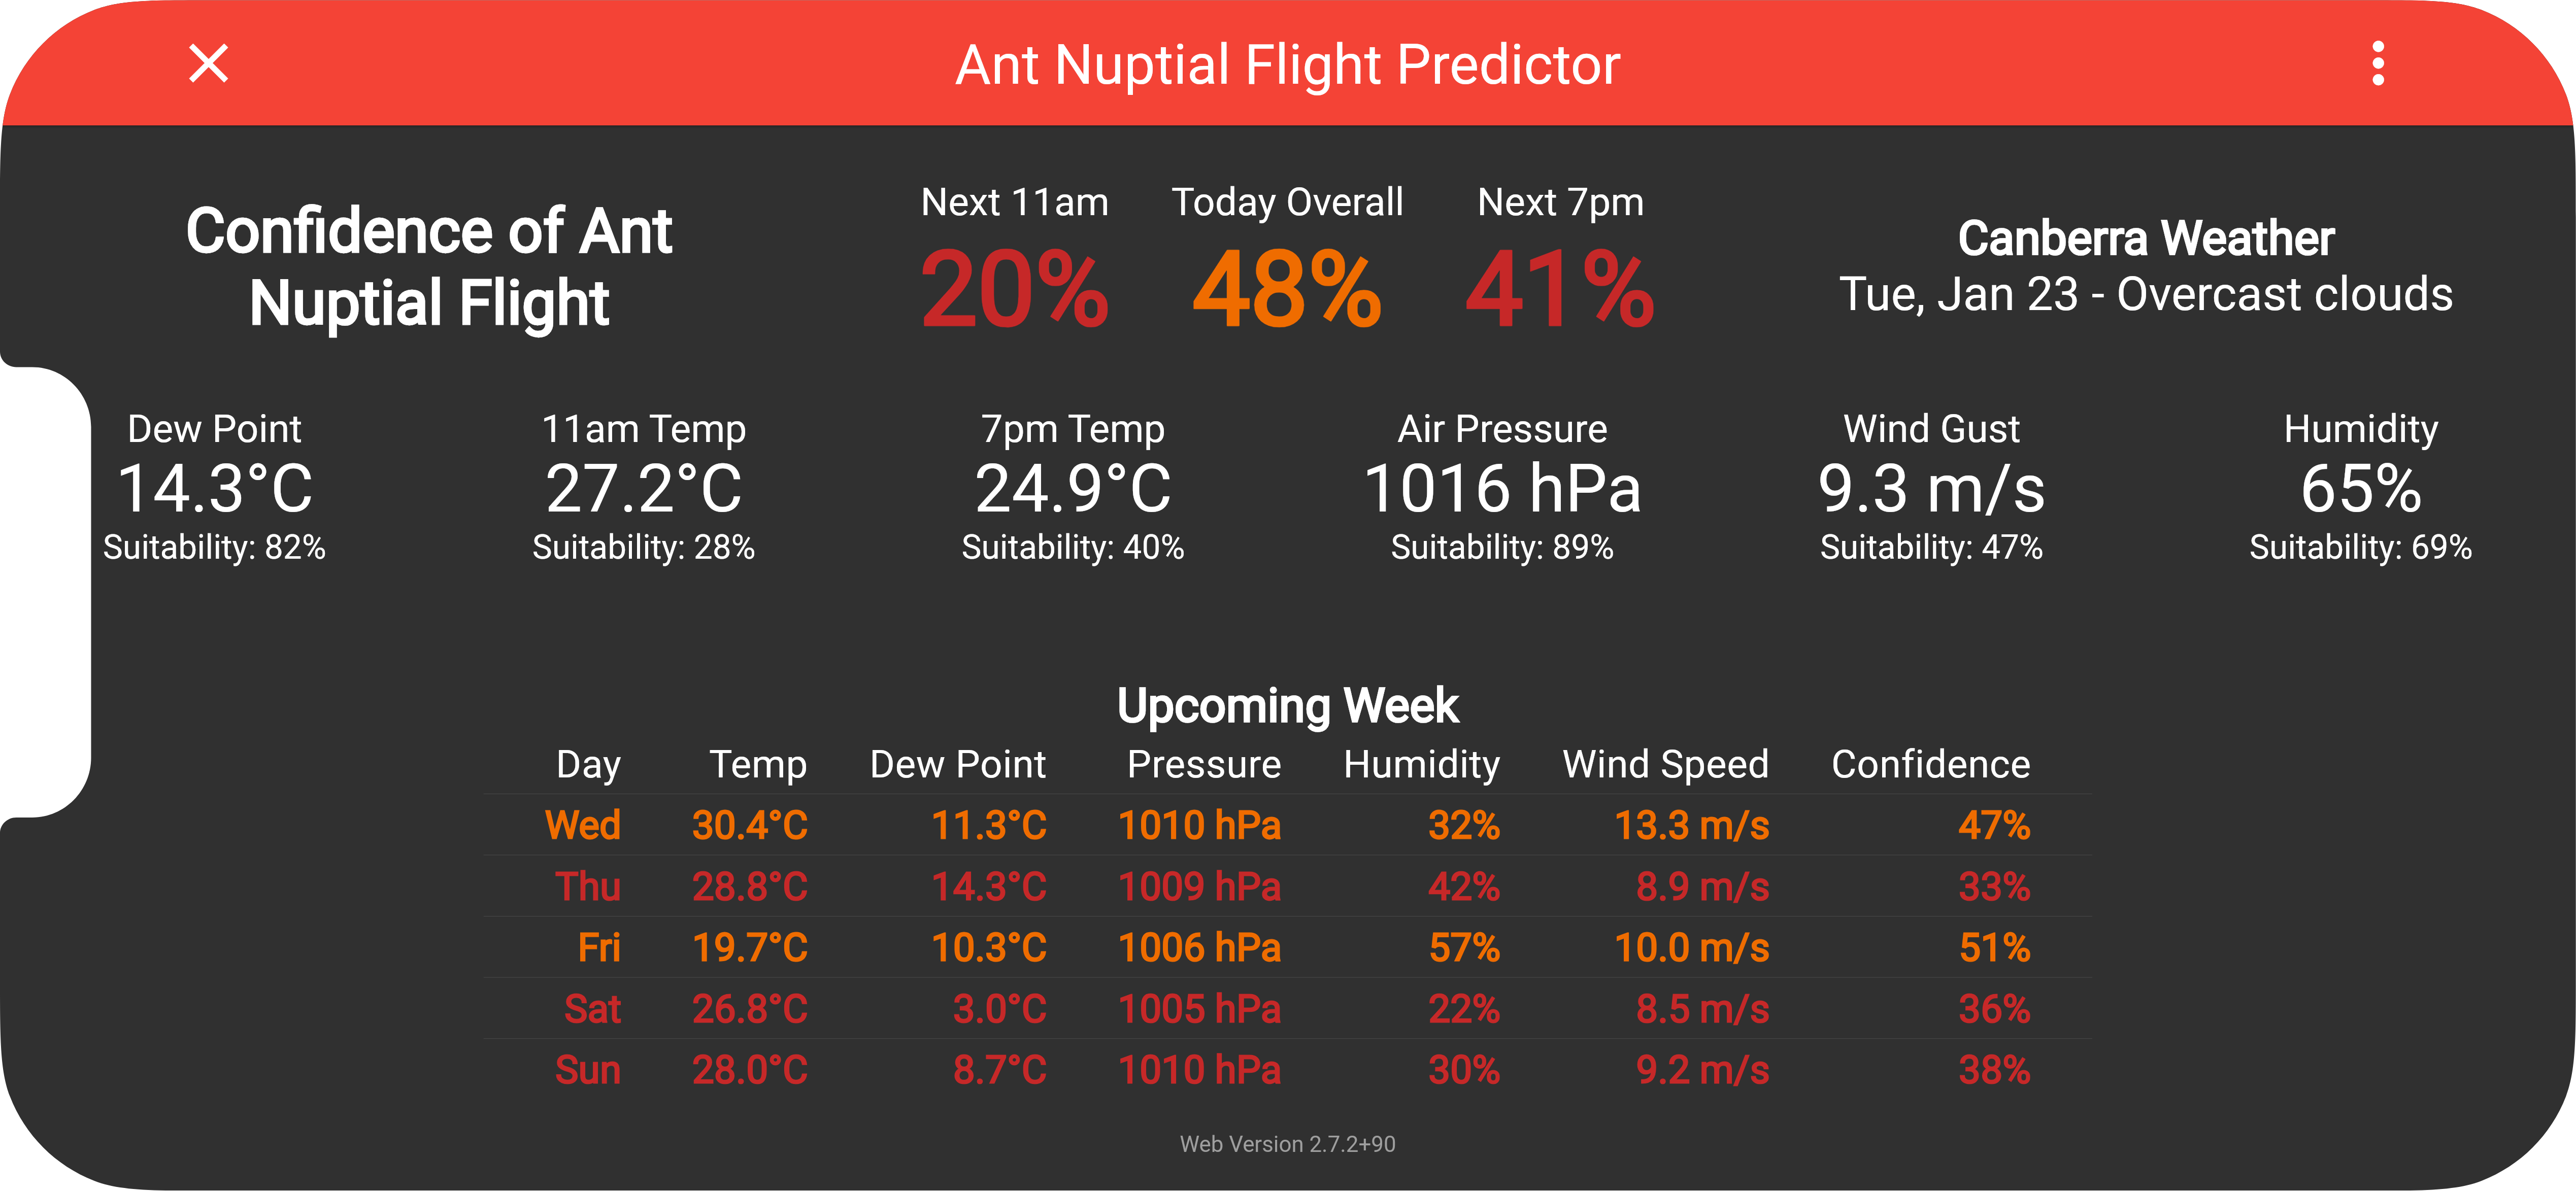 Ant Nuptial Flight Predictor
Confidence of Ant
Nuptial Flight
Next 11am Today Overall Next 7pm
20% 48% 41%
Canberra Weather
Tue, Jan 23 - Overcast clouds
Dew Point 11am Temp 7pm Temp Air Pressure Wind Gust Humidity
14.3°C 27.2°C 24.9°C 1016 hPa 9.3 m/s 65%
Suitability: 82% Suitability: 28% Suitability: 40% Suitability: 89% Suitability: 47% Suitability: 69%
Upcoming Week
Day Temp Dew Point Pressure Humidity Wind Speed Confidence
Wed 30.4°C 11.3°C 1010 hPa 32% 13.3 m/s 47%
Thu 28.8°C 14.3°C 1009 hPa 42% 8.9 m/s 33%
Fri 19.7°C 10.3°C 1006 hPa 57% 10.0 m/s 51%
Sat 26.8°C 3.0°C 1005 hPa 22% 8.5 m/s 36%
Sun 28.0°C 8.7°C 1010 hPa 30% 9.2 m/s 38%
Web Version 2.7.2+90